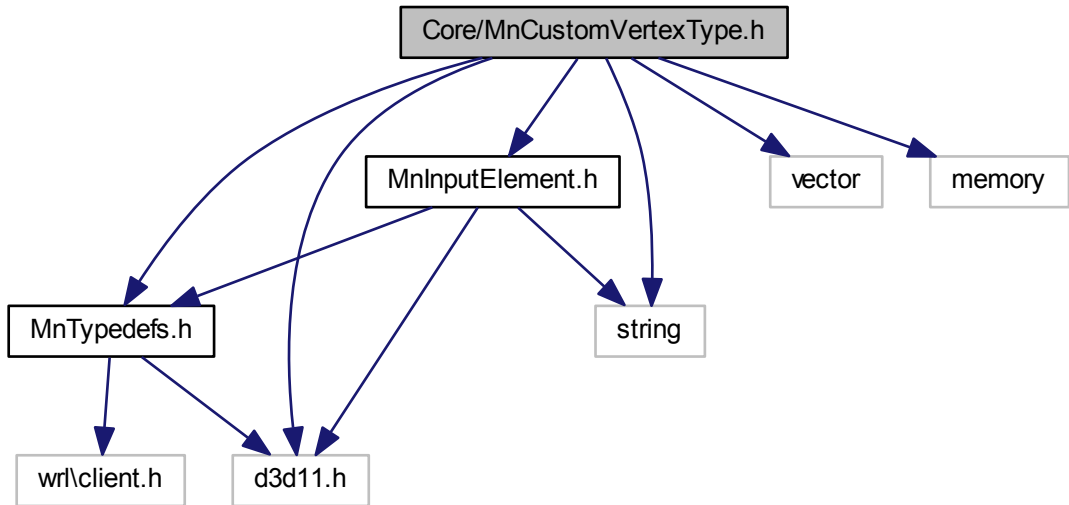 Core/MnCustomVertexType.h
MnInputElement.h
vector
memory
MnTypedefs.h
string
wrl\client.h
d3d11.h